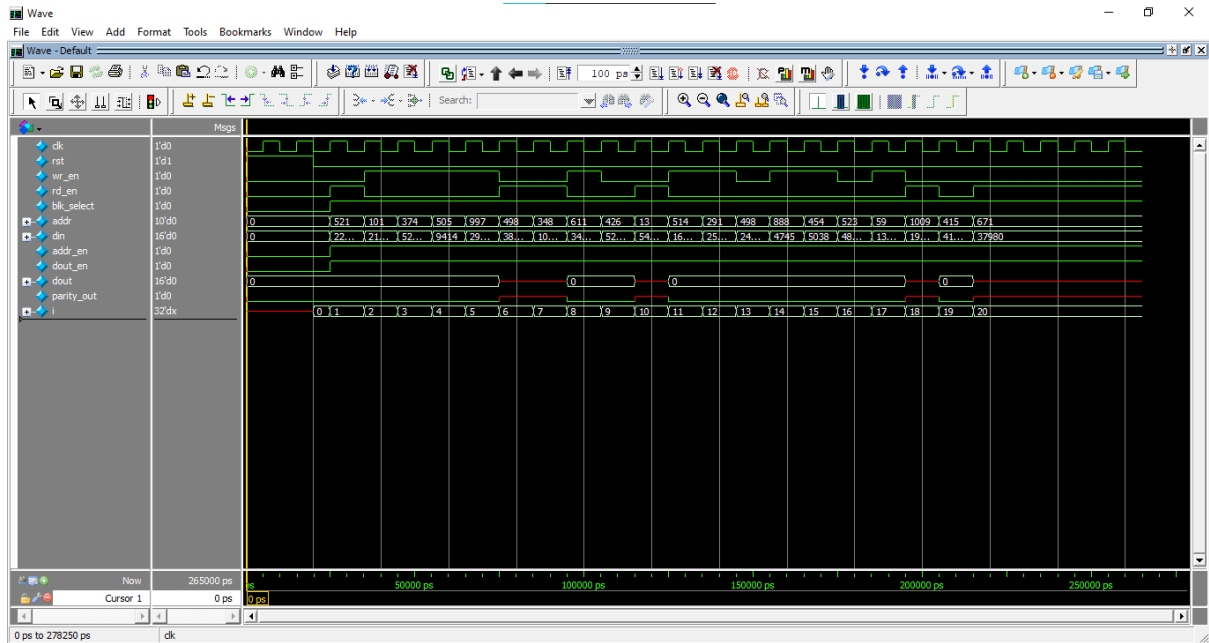 Wave
File Edit View Add Format Tools Bookmarks Window Help
Wave - Default
100 ps
Search:
Msgs
clk 1'd0
rst 1'd1
wr_en 1'd0
rd_en 1'd0
blk_select 1'd0
addr 10'd0 0 521 101 374 505 997 498 348 611 426 13 514 291 498 888 454 523 59 1009 415 671
din 16'd0 0 22... 21... 52... 9414 29... 38... 10... 34... 52... 54... 16... 25... 24... 4745 5038 48... 13... 19... 41... 37980
addr_en 1'd0
dout_en 1'd0
dout 16'd0 0 0 0 0
parity_out 1'd0
i 32'dx 0 1 2 3 4 5 6 7 8 9 10 11 12 13 14 15 16 17 18 19 20
Now 265000 ps 50000 ps 100000 ps 150000 ps 200000 ps 250000 ps
Cursor 1 0 ps 0 ps
0 ps to 278250 ps clk